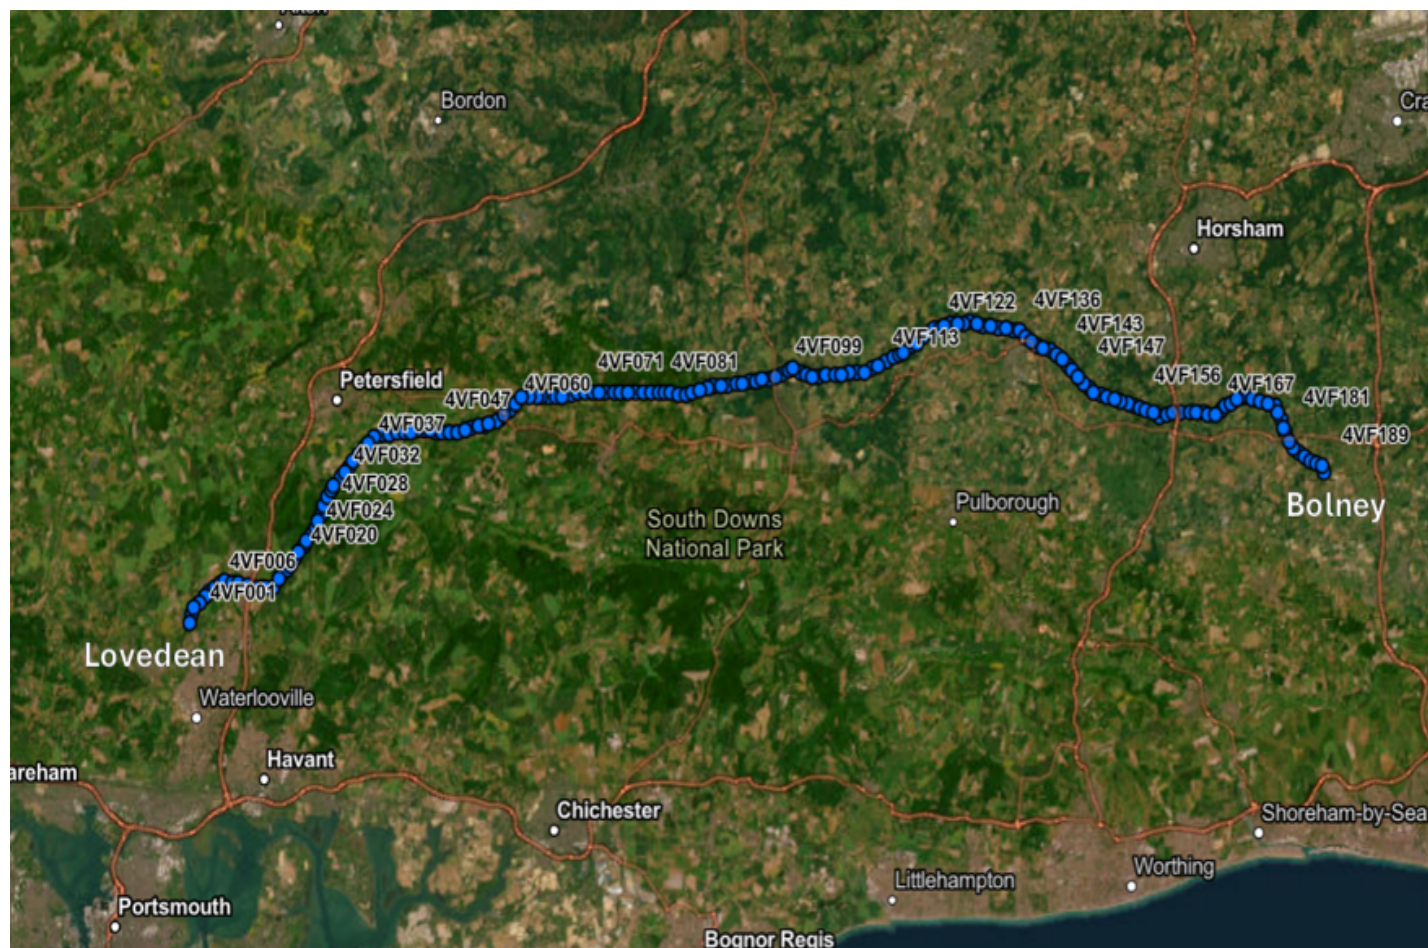 Bordon
Cra
Horsham
4VF122
4VF136
4VF143
4VF113
4VF147
4VF099
4VF071
4VF081
Petersfield
4VF060
4VF156
4VF167
4VF047
4VF181
4VF037
4VF189
4VF032
4VF028
Pulborough
Bolney
4VF024
South Downs
National Park
4VF020
4VF006
4VF001
Lovedean
Waterlooville
Havant
areham
Chichester
Shoreham-by-Sea
Worthing
Littlehampton
Portsmouth
Bognor Regis